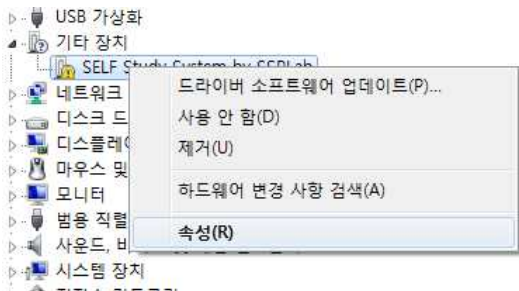 USB 가상화
기타 장치
SELF Study System by SSPLab
드라이버 소프트웨어 업데이트(P)...
네트워크
사용 안 함(D)
디스크 드
제거(U)
디스플레이
마우스 및
하드웨어 변경 사항 검색(A)
모니터
범용 직렬
속성(R)
사운드,
시스템 장치